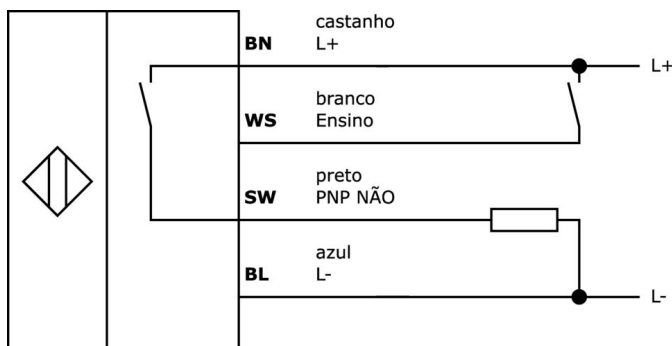 castanho
BN L+
L+
branco
WS Ensino
preto
SW PNP NÃO
azul
BL L-
L-